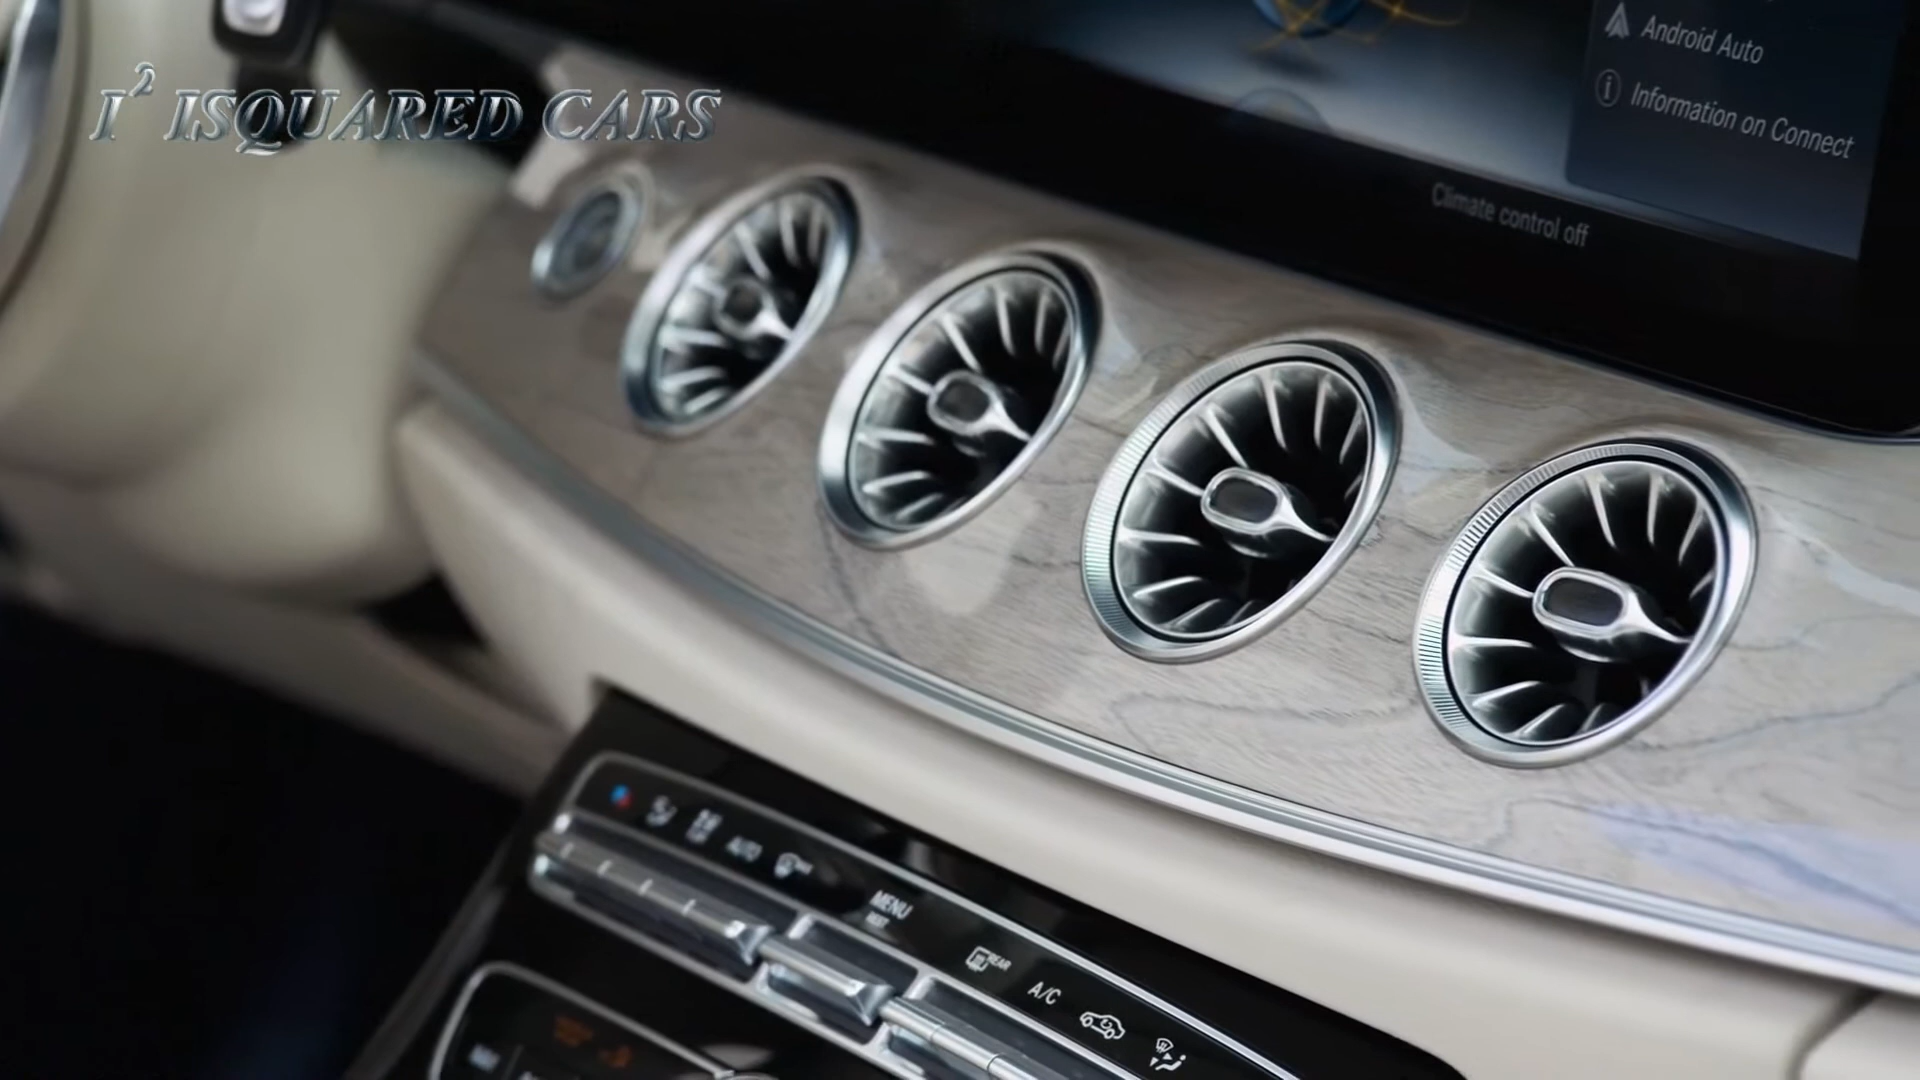 I² ISQUARED CARS
Android Auto
Information on Connect
Climate control off
AUTO
MENU
REAR
A/C